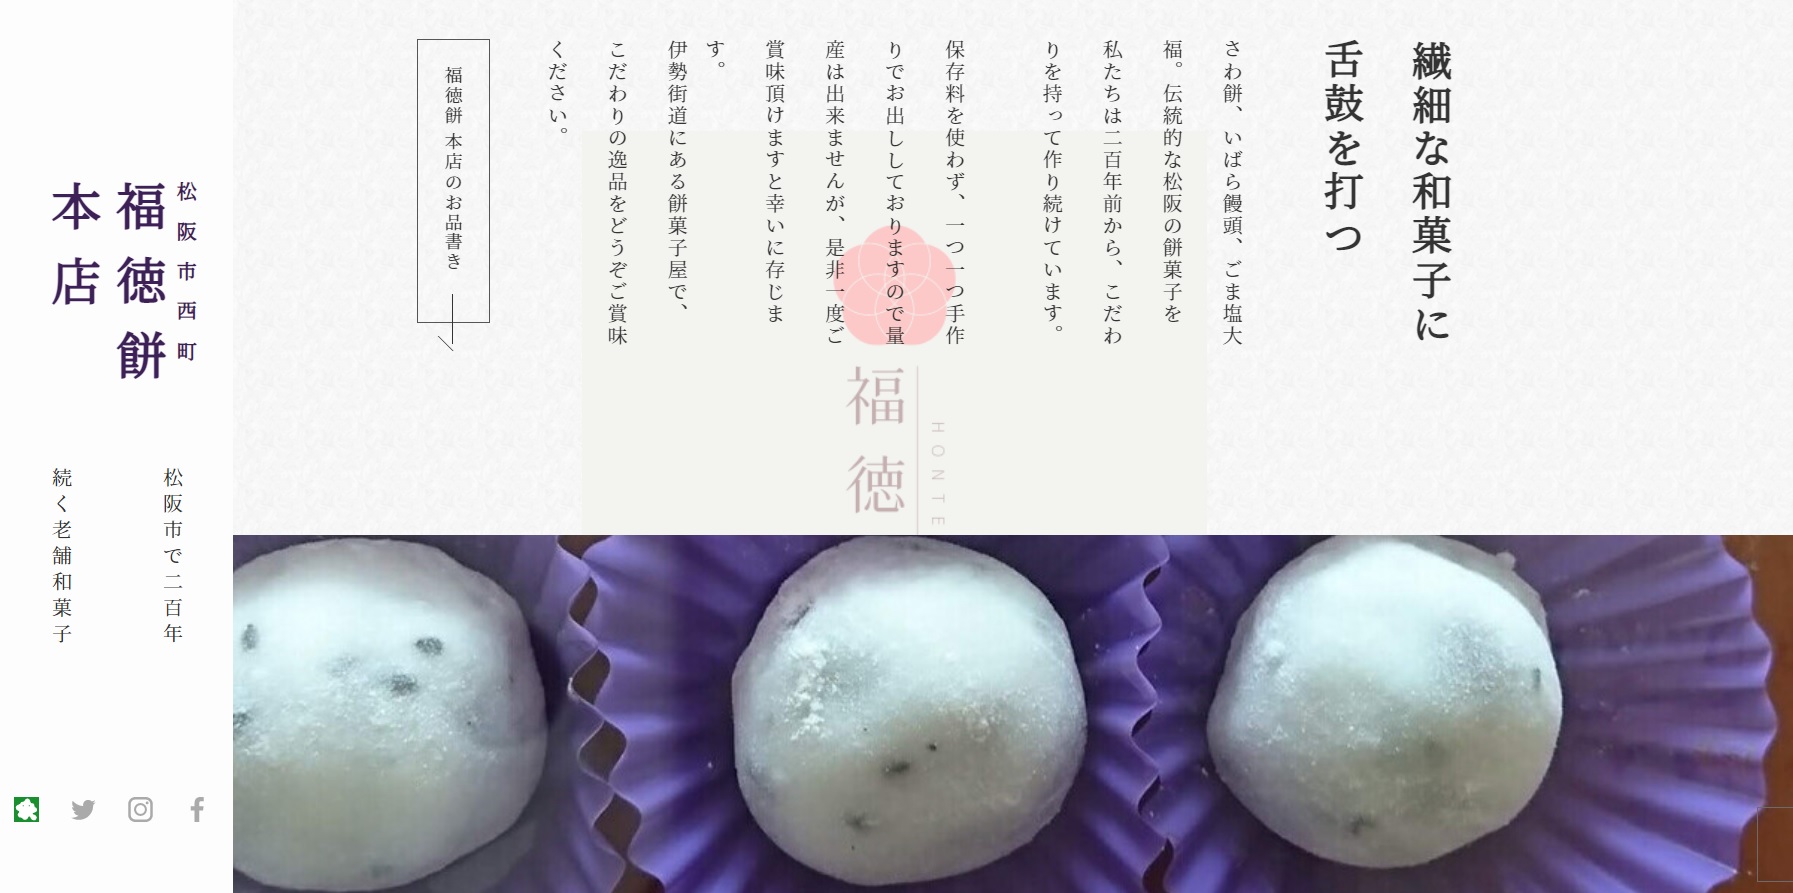 松阪市西町
福徳餅
本店
松阪市で二百年
続く老舗和菓子
繊細な和菓子に
舌鼓を打つ
さわ餅、いばら饅頭、ごま塩大
福。伝統的な松阪の餅菓子を
私たちは二百年前から、こだわ
りを持って作り続けています。
保存料を使わず、一つ一つ手作
りでお出ししておりますので量
産は出来ませんが、是非一度ご
賞味頂けますと幸いに存じま
す。
伊勢街道にある餅菓子屋で、
こだわりの逸品をどうぞご賞味
ください。
福徳餅 本店のお品書き
HONTE
福徳